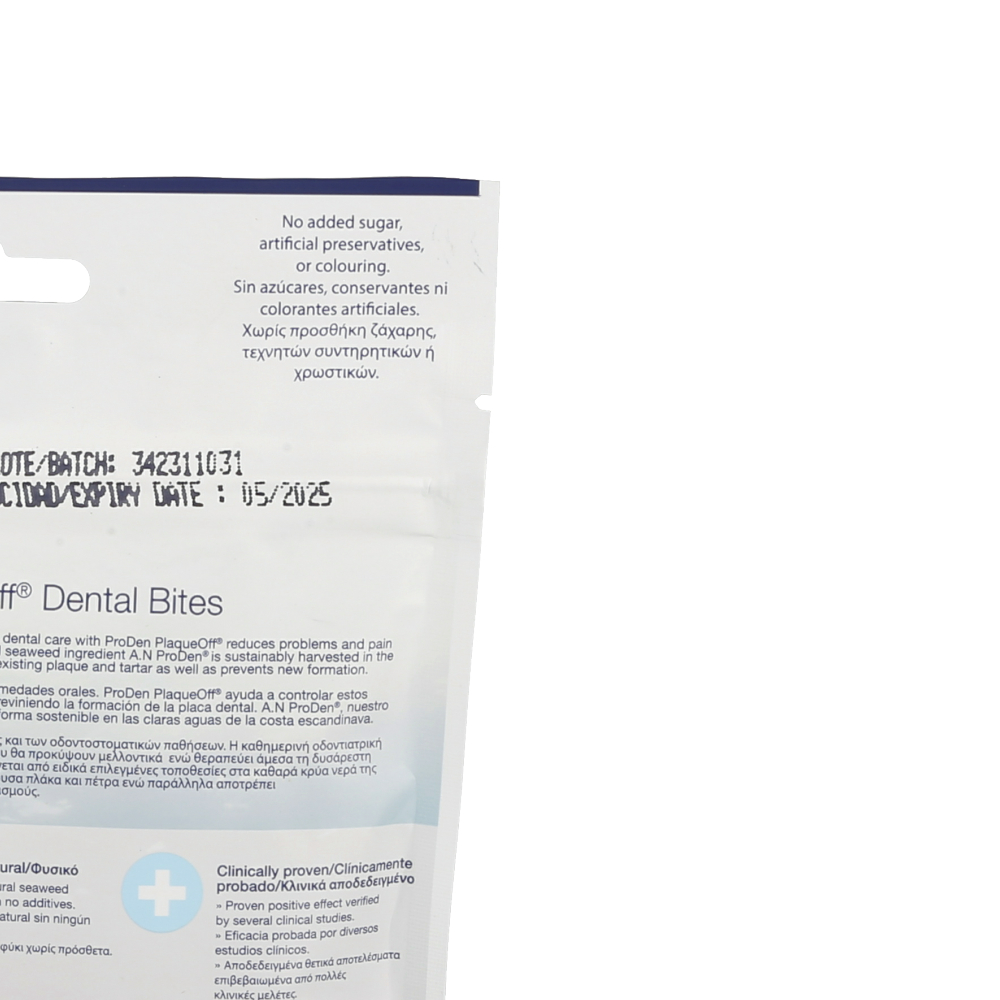 No added sugar,
artificial preservatives,
or colouring.
Sin azúcares, conservantes ni
colorantes artificiales.
Χωρίς προσθήκη ζάχαρης,
τεχνητών συντηρητικών ή
χρωστικών.
OTE/BATCH: 342311031
CIDAD/EXPIRY DATE : 05/2025
ff® Dental Bites
dental care with ProDen PlaqueOff® reduces problems and pain
seaweed ingredient A.N ProDen® is sustainably harvested in the
existing plaque and tartar as well as prevents new formation.
medades orales. ProDen PlaqueOff® ayuda a controlar estos
reviniendo la formación de la placa dental. A.N ProDen®, nuestro
orma sostenible en las claras aguas de la costa escandinava.
ς και των οδοντοστοματικών παθήσεων. Η καθημερινή οδοντιατρική
υ θα προκύψουν μελλοντικά ενώ θεραπεύει άμεσα τη δυσάρεστη
εται από ειδικά επιλεγμένες τοποθεσίες στα καθαρά κρύα νερά της
υσα πλάκα και πέτρα ενώ παράλληλα αποτρέπει
σμούς.
ural/Φυσικό
ral seaweed
no additives.
atural sin ningún
φύκι χωρίς πρόσθετα.
Clinically proven/Clínicamente
probado/Κλινικά αποδεδειγμένο
» Proven positive effect verified
by several clinical studies.
» Eficacia probada por diversos
estudios clínicos.
» Αποδεδειγμένα θετικά αποτελέσματα
επιβεβαιωμένα από πολλές
κλινικές μελέτες.